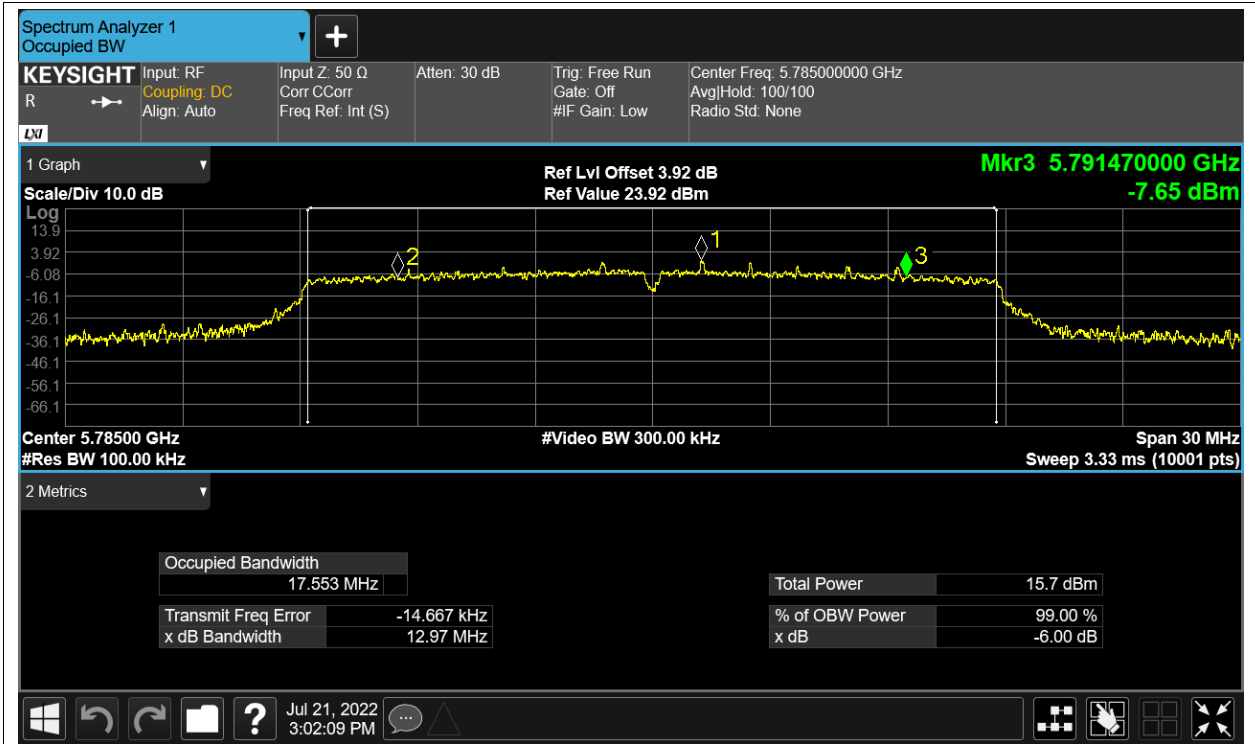 Spectrum Analyzer 1
Occupied BW
KEYSIGHT
R
LXI
Input: RF
Coupling: DC
Align: Auto
Input Z: 50 Ω
Corr CCorr
Freq Ref: Int (S)
Atten: 30 dB
Trig: Free Run
Gate: Off
#IF Gain: Low
Center Freq: 5.785000000 GHz
Avg|Hold: 100/100
Radio Std: None
1 Graph
Scale/Div 10.0 dB
Ref Lvl Offset 3.92 dB
Ref Value 23.92 dBm
Mkr3 5.791470000 GHz
-7.65 dBm
Log
13.9
3.92
-6.08
-16.1
-26.1
-36.1
-46.1
-56.1
-66.1
2
1
3
Center 5.78500 GHz
#Res BW 100.00 kHz
#Video BW 300.00 kHz
Span 30 MHz
Sweep 3.33 ms (10001 pts)
2 Metrics
Occupied Bandwidth
17.553 MHz
Transmit Freq Error -14.667 kHz
x dB Bandwidth 12.97 MHz
Total Power 15.7 dBm
% of OBW Power 99.00 %
x dB -6.00 dB
?
Jul 21, 2022
3:02:09 PM